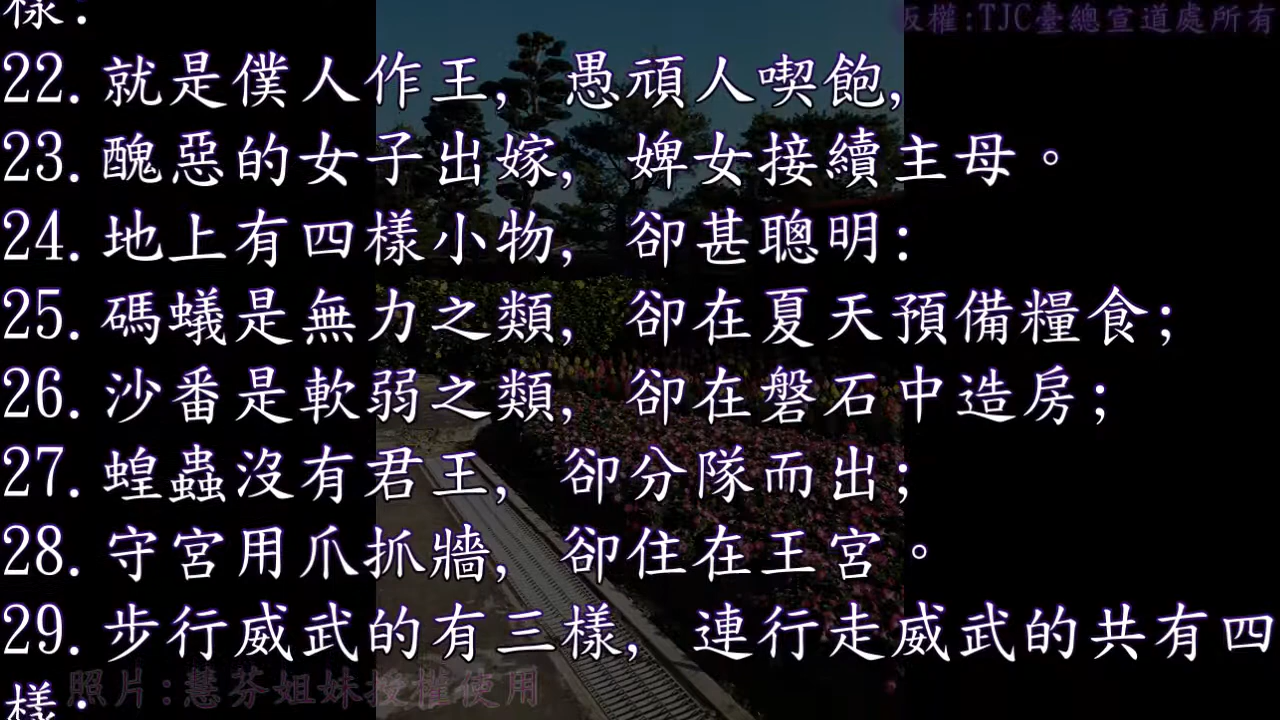 樣:
版權:TJC臺總宣道處所有
22.就是僕人作王, 愚頑人喫飽,
23.醜惡的女子出嫁, 婢女接續主母。
24.地上有四樣小物, 卻甚聰明:
25.碼蟻是無力之類, 卻在夏天預備糧食;
26.沙番是軟弱之類, 卻在磐石中造房;
27.蝗蟲沒有君王, 卻分隊而出;
28.守宮用爪抓牆, 卻住在王宮。
29.步行威武的有三樣, 連行走威武的共有四
樣:
照片:慧芬姐妹授權使用